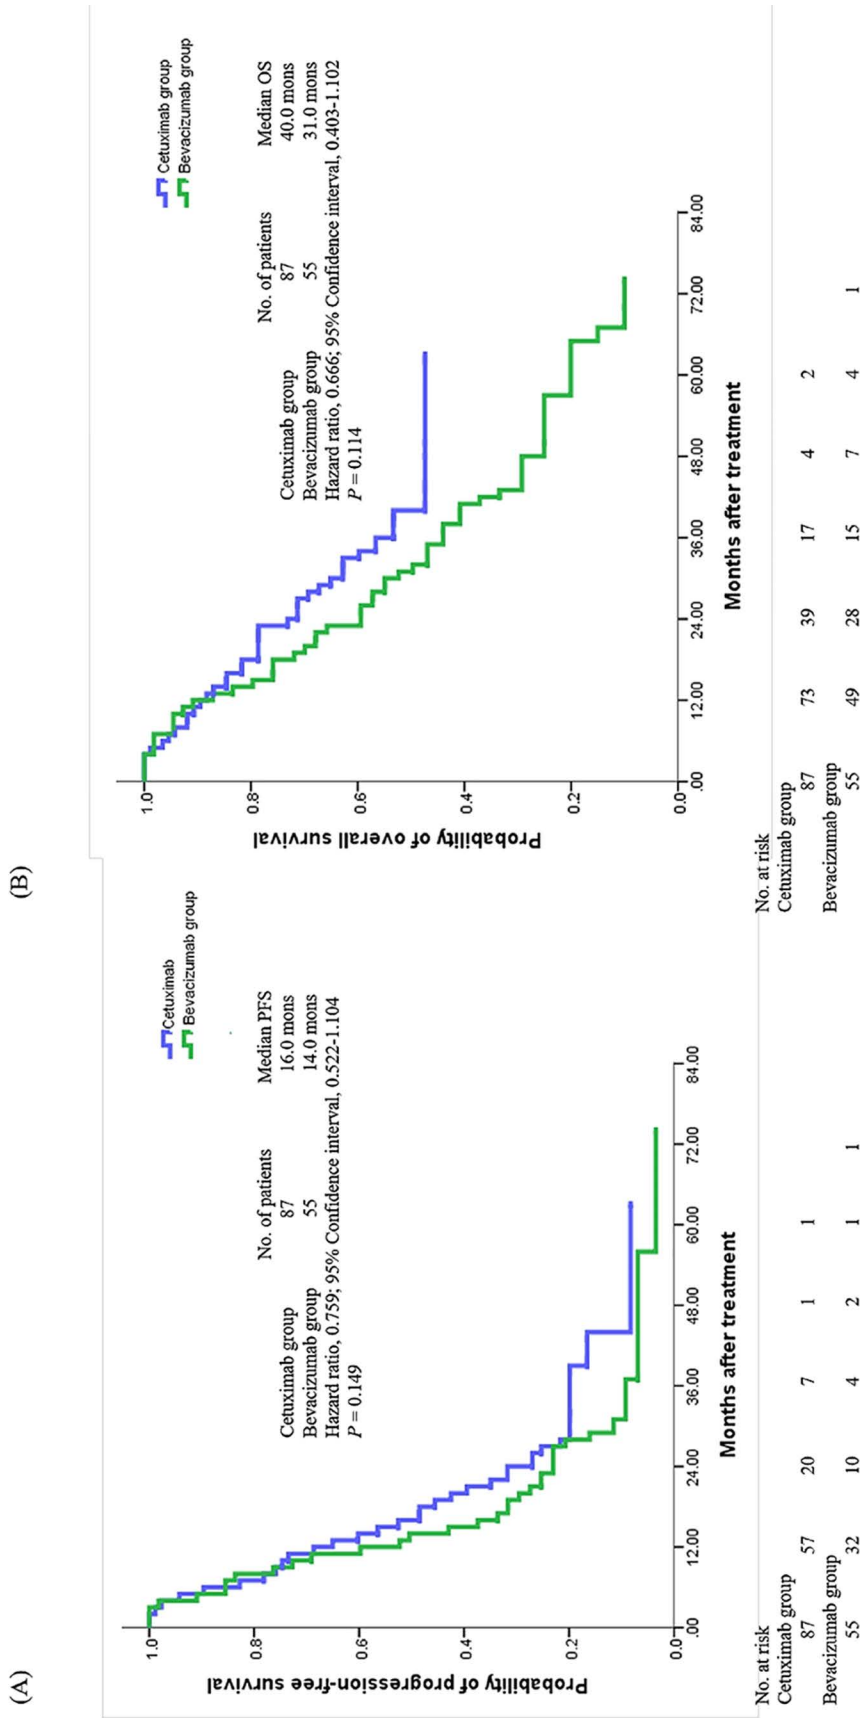 (A)
Cetuximab
Bevacizumab group
No. of patients Median PFS
Cetuximab group 87 16.0 mons
Bevacizumab group 55 14.0 mons
Hazard ratio, 0.759; 95% Confidence interval, 0.522-1.104
P = 0.149
Probability of progression-free survival
1.0
0.8
0.6
0.4
0.2
0.0
.00 12.00 24.00 36.00 48.00 60.00 72.00 84.00
Months after treatment
No. at risk
Cetuximab group
87 57 20 7 1 1
Bevacizumab group
55 32 10 4 2 1 1
(B)
Cetuximab group
Bevacizumab group
No. of patients Median OS
Cetuximab group 87 40.0 mons
Bevacizumab group 55 31.0 mons
Hazard ratio, 0.666; 95% Confidence interval, 0.403-1.102
P = 0.114
Probability of overall survival
1.0
0.8
0.6
0.4
0.2
0.0
.00 12.00 24.00 36.00 48.00 60.00 72.00 84.00
Months after treatment
No. at risk
Cetuximab group
87 73 39 17 4 2
Bevacizumab group
55 49 28 15 7 4 1